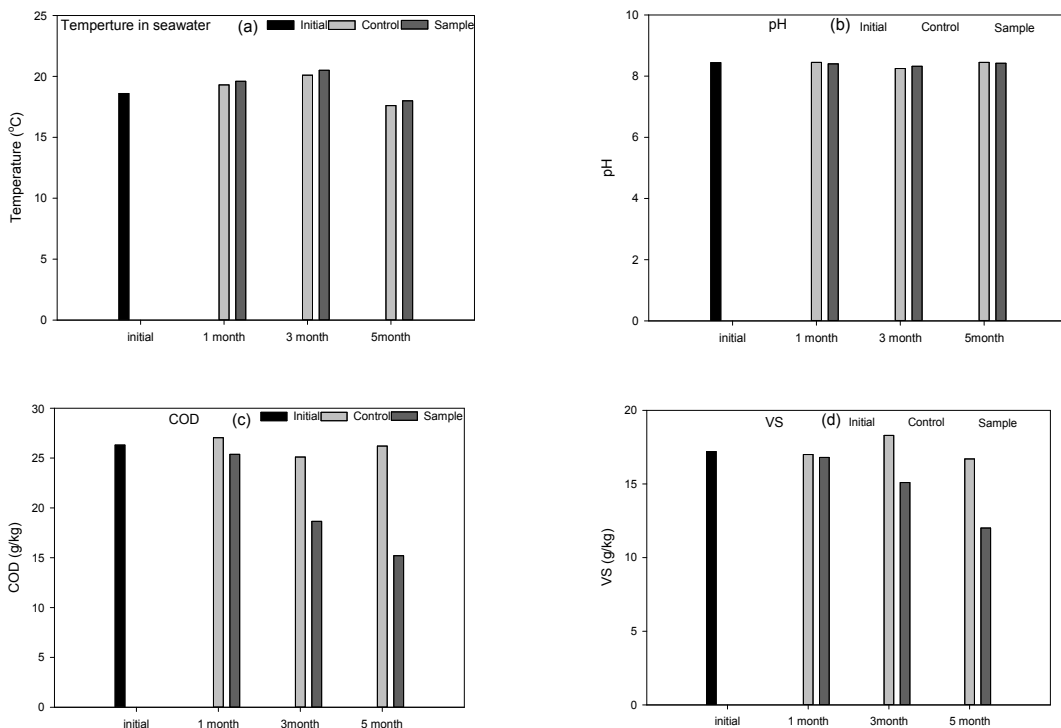 Temperture in seawater (a) Initial Control Sample
25
20
15
10
5
0
Temperature (°C)
initial 1 month 3 month 5month
pH (b) Initial Control Sample
10
8
6
4
2
0
pH
initial 1 month 3 month 5month
COD (c) Initial Control Sample
30
25
20
15
10
5
0
COD (g/kg)
initial 1 month 3month 5 month
VS (d) Initial Control Sample
20
15
10
5
0
VS (g/kg)
initial 1 month 3month 5 month